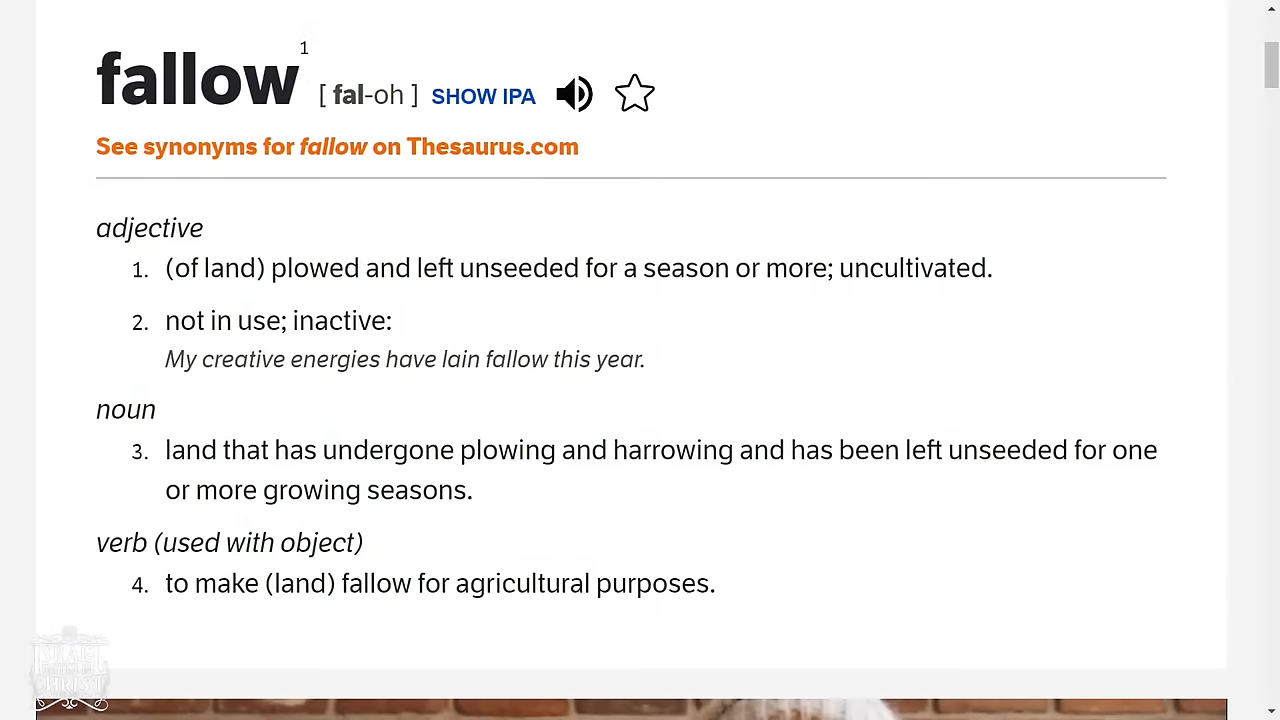 fallow 1
[ fal-oh ] SHOW IPA
See synonyms for fallow on Thesaurus.com
adjective
1. (of land) plowed and left unseeded for a season or more; uncultivated.
2. not in use; inactive:
My creative energies have lain fallow this year.
noun
3. land that has undergone plowing and harrowing and has been left unseeded for one
or more growing seasons.
verb (used with object)
4. to make (land) fallow for agricultural purposes.
ISRAEL
CHRIST